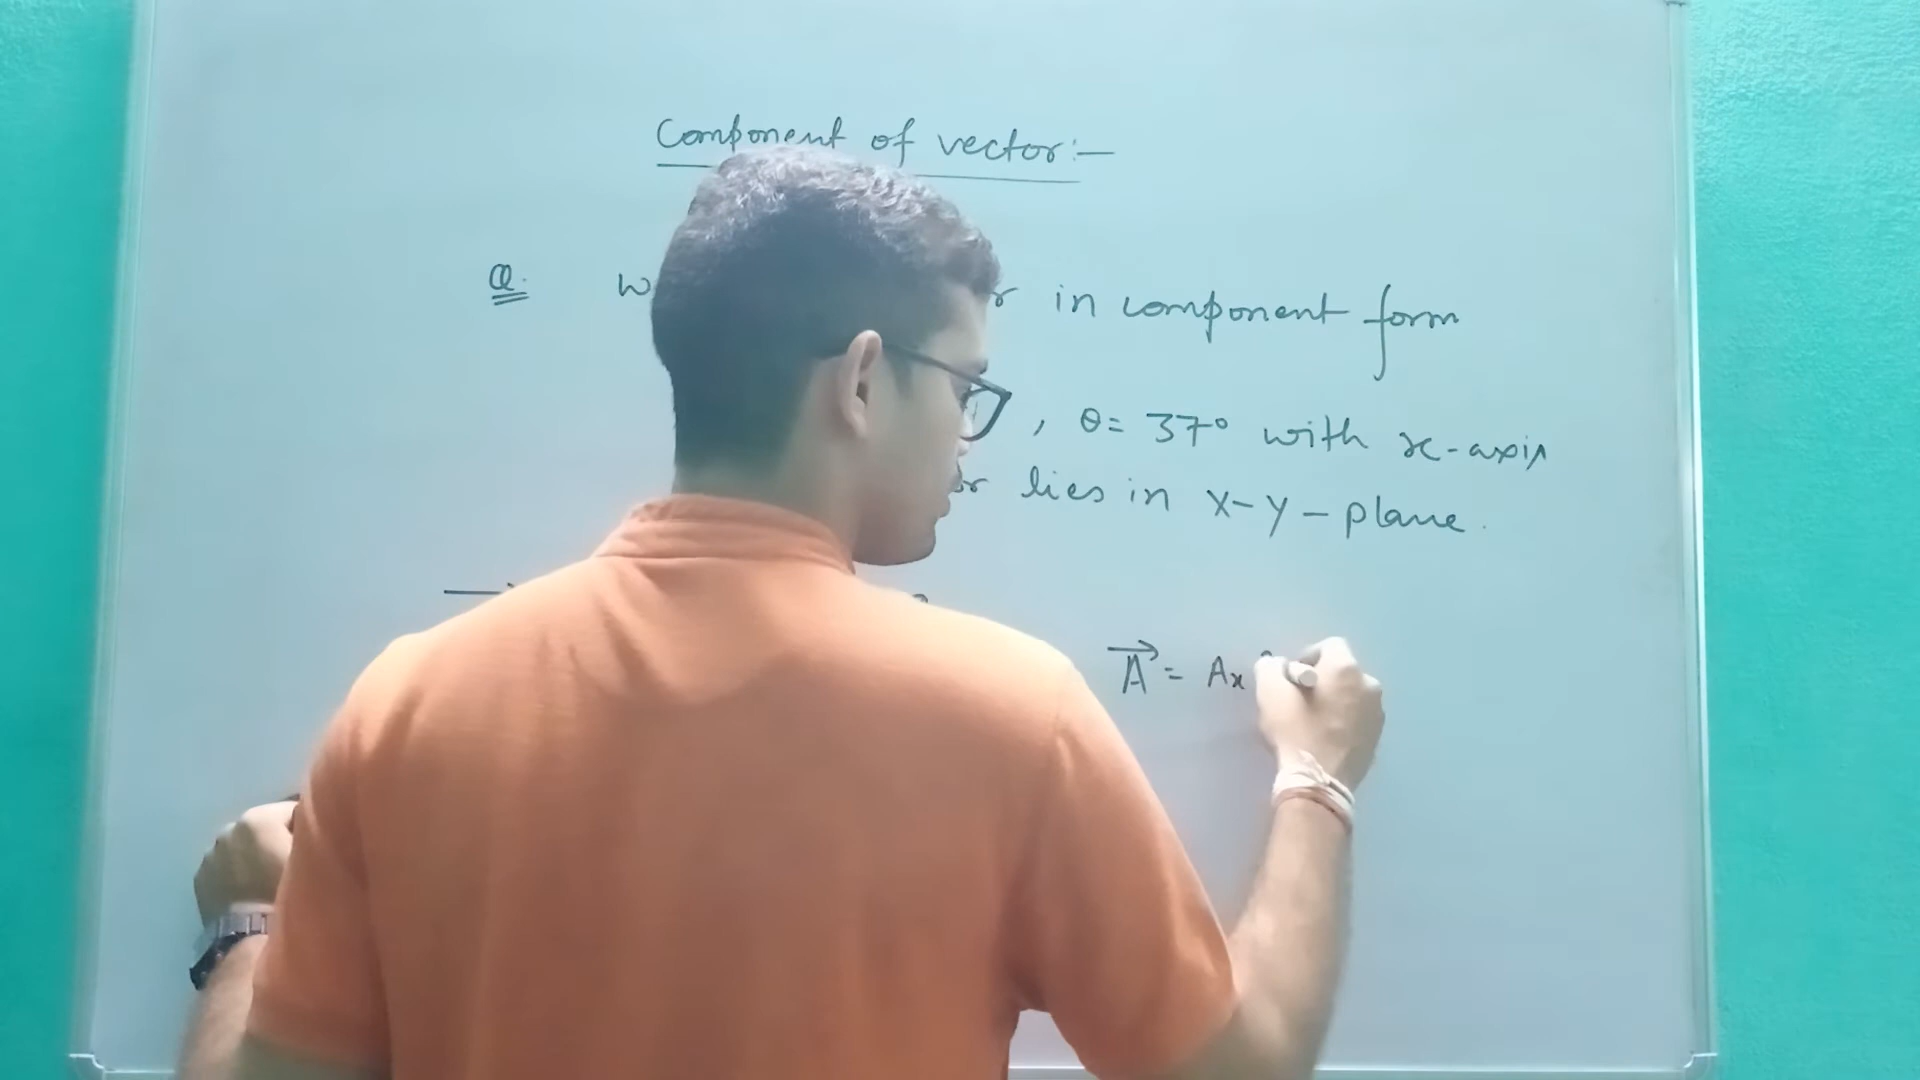 Component of vector:-
Q. in component form
, θ= 37° with x-axis
lies in X-Y-plane.
A⃗ = Ax